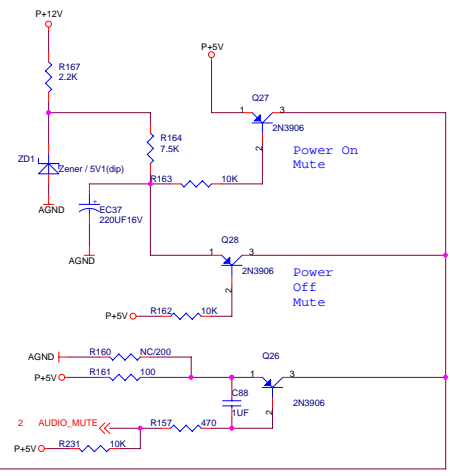 P+12V
P+5V
R167
2.2K
Q27
1
3
2N3906
R164
7.5K
2
Power On
Mute
ZD1
Zener / 5V1(dip)
R163
10K
AGND
+
EC37
220UF16V
Q28
AGND
1
3
2N3906
Power
Off
Mute
2
R162
10K
P+5V
Q26
AGND
R160
NC/200
P+5V
R161
100
1
3
C88
2N3906
1UF
2
2 AUDIO_MUTE
R157
470
R231
10K
P+5V